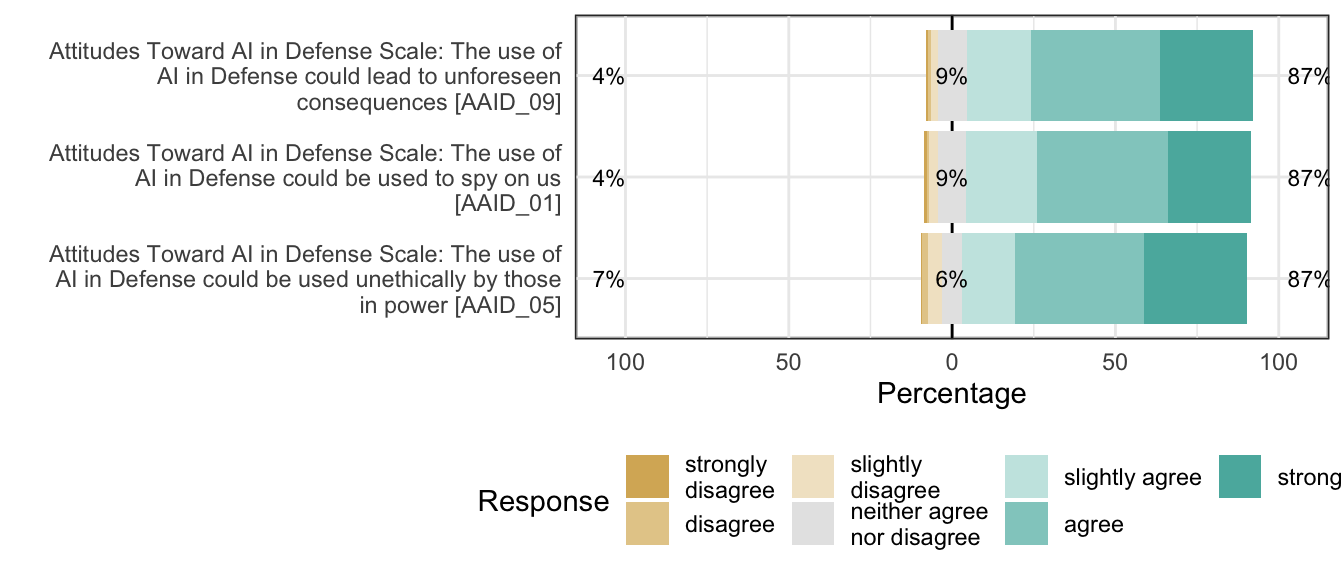 Attitudes Toward AI in Defense Scale: The use of
AI in Defense could lead to unforeseen
consequences [AAID_09]
4%
9%
87%
Attitudes Toward AI in Defense Scale: The use of
AI in Defense could be used to spy on us
[AAID_01]
4%
9%
87%
Attitudes Toward AI in Defense Scale: The use of
AI in Defense could be used unethically by those
in power [AAID_05]
7%
6%
87%
100 50 0 50 100
Percentage
Response
strongly
disagree
disagree
slightly
disagree
neither agree
nor disagree
slightly agree
agree
strong